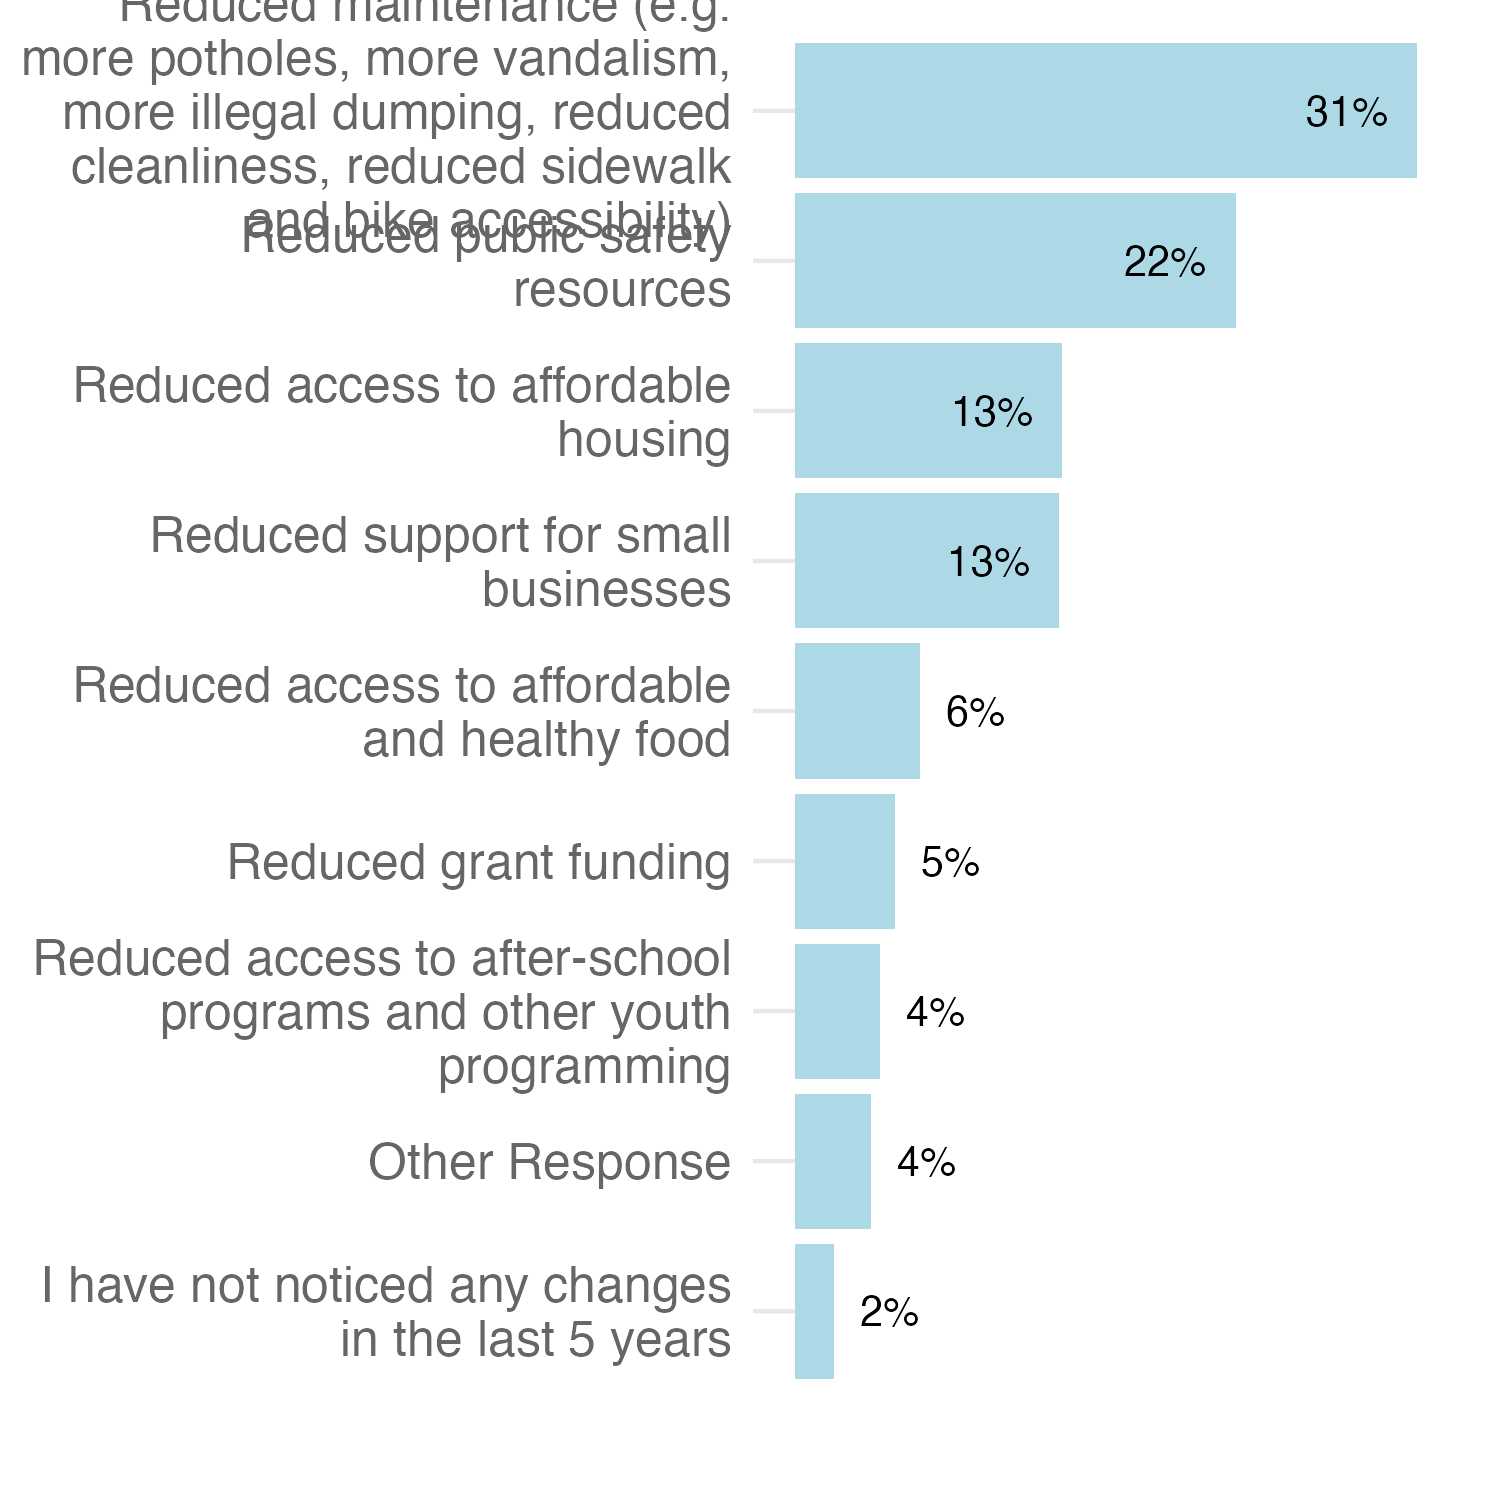 Reduced maintenance (e.g.
more potholes, more vandalism,
more illegal dumping, reduced
cleanliness, reduced sidewalk
and bike accessibility)
31%
Reduced public safety
resources
22%
Reduced access to affordable
housing
13%
Reduced support for small
businesses
13%
Reduced access to affordable
and healthy food
6%
Reduced grant funding
5%
Reduced access to after-school
programs and other youth
programming
4%
Other Response
4%
I have not noticed any changes
in the last 5 years
2%